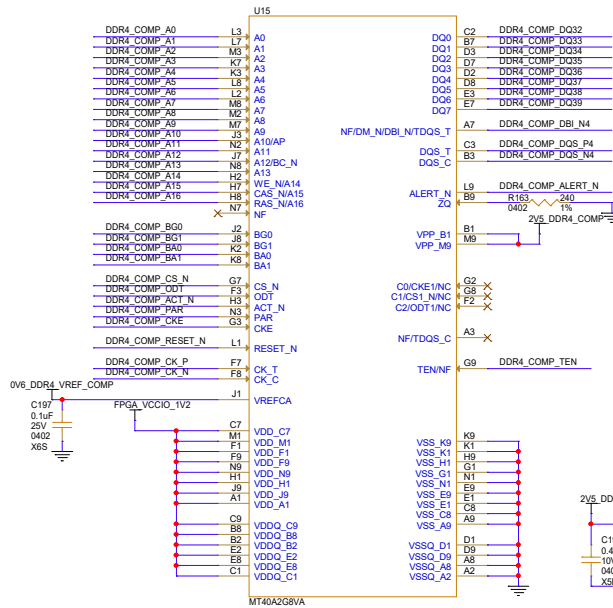 U15
DDR4_COMP_A0 L3 A0
DDR4_COMP_A1 L7 A1
DDR4_COMP_A2 M3 A2
DDR4_COMP_A3 K7 A3
DDR4_COMP_A4 K3 A4
DDR4_COMP_A5 L8 A5
DDR4_COMP_A6 L2 A6
DDR4_COMP_A7 M8 A7
DDR4_COMP_A8 M2 A8
DDR4_COMP_A9 M7 A9
DDR4_COMP_A10 J3 A10/AP
DDR4_COMP_A11 N2 A11
DDR4_COMP_A12 J7 A12/BC_N
DDR4_COMP_A13 N8 A13
DDR4_COMP_A14 H2 WE_N/A14
DDR4_COMP_A15 H7 CAS_N/A15
DDR4_COMP_A16 H8 RAS_N/A16
N7 NF
DDR4_COMP_BG0 J2 BG0
DDR4_COMP_BG1 J8 BG1
DDR4_COMP_BA0 K2 BA0
DDR4_COMP_BA1 K8 BA1
DDR4_COMP_CS_N G7 CS_N
DDR4_COMP_ODT F3 ODT
DDR4_COMP_ACT_N H3 ACT_N
DDR4_COMP_PAR N3 PAR
DDR4_COMP_CKE G3 CKE
DDR4_COMP_RESET_N L1 RESET_N
DDR4_COMP_CK_P F7 CK_T
DDR4_COMP_CK_N F8 CK_C
0V6_DDR4_VREF_COMP
J1 VREFCA
C197
0.1uF
25V
0402
X6S
FPGA_VCCIO_1V2
C7 VDD_C7
M1 VDD_M1
F1 VDD_F1
F9 VDD_F9
N9 VDD_N9
H1 VDD_H1
J9 VDD_J9
A1 VDD_A1
C9 VDDQ_C9
B8 VDDQ_B8
B2 VDDQ_B2
E2 VDDQ_E2
E8 VDDQ_E8
C1 VDDQ_C1
DQ0 C2 DDR4_COMP_DQ32
DQ1 B7 DDR4_COMP_DQ33
DQ2 D3 DDR4_COMP_DQ34
DQ3 D7 DDR4_COMP_DQ35
DQ4 D2 DDR4_COMP_DQ36
DQ5 D8 DDR4_COMP_DQ37
DQ6 E3 DDR4_COMP_DQ38
DQ7 E7 DDR4_COMP_DQ39
NF/DM_N/DBI_N/TDQS_T A7 DDR4_COMP_DBI_N4
DQS_T C3 DDR4_COMP_DQS_P4
DQS_C B3 DDR4_COMP_DQS_N4
ALERT_N L9 DDR4_COMP_ALERT_N
ZQ B9 R163 240
0402 1%
2V5_DDR4_COMP
VPP_B1 B1
VPP_M9 M9
C0/CKE1/NC G2
C1/CS1_N/NC G8
C2/ODT1/NC F2
NF/TDQS_C A3
TEN/NF G9 DDR4_COMP_TEN
VSS_K9 K9
VSS_K1 K1
VSS_H1 H9
VSS_G1 G1
VSS_N1 N1
VSS_E9 E9
VSS_E1 E1
VSS_C8 C8
VSS_A9 A9
VSSQ_D1 D1
VSSQ_D9 D9
VSSQ_A8 A8
VSSQ_A2 A2
2V5_DD
C19
0.4
10V
040
X5
MT40A2G8VA